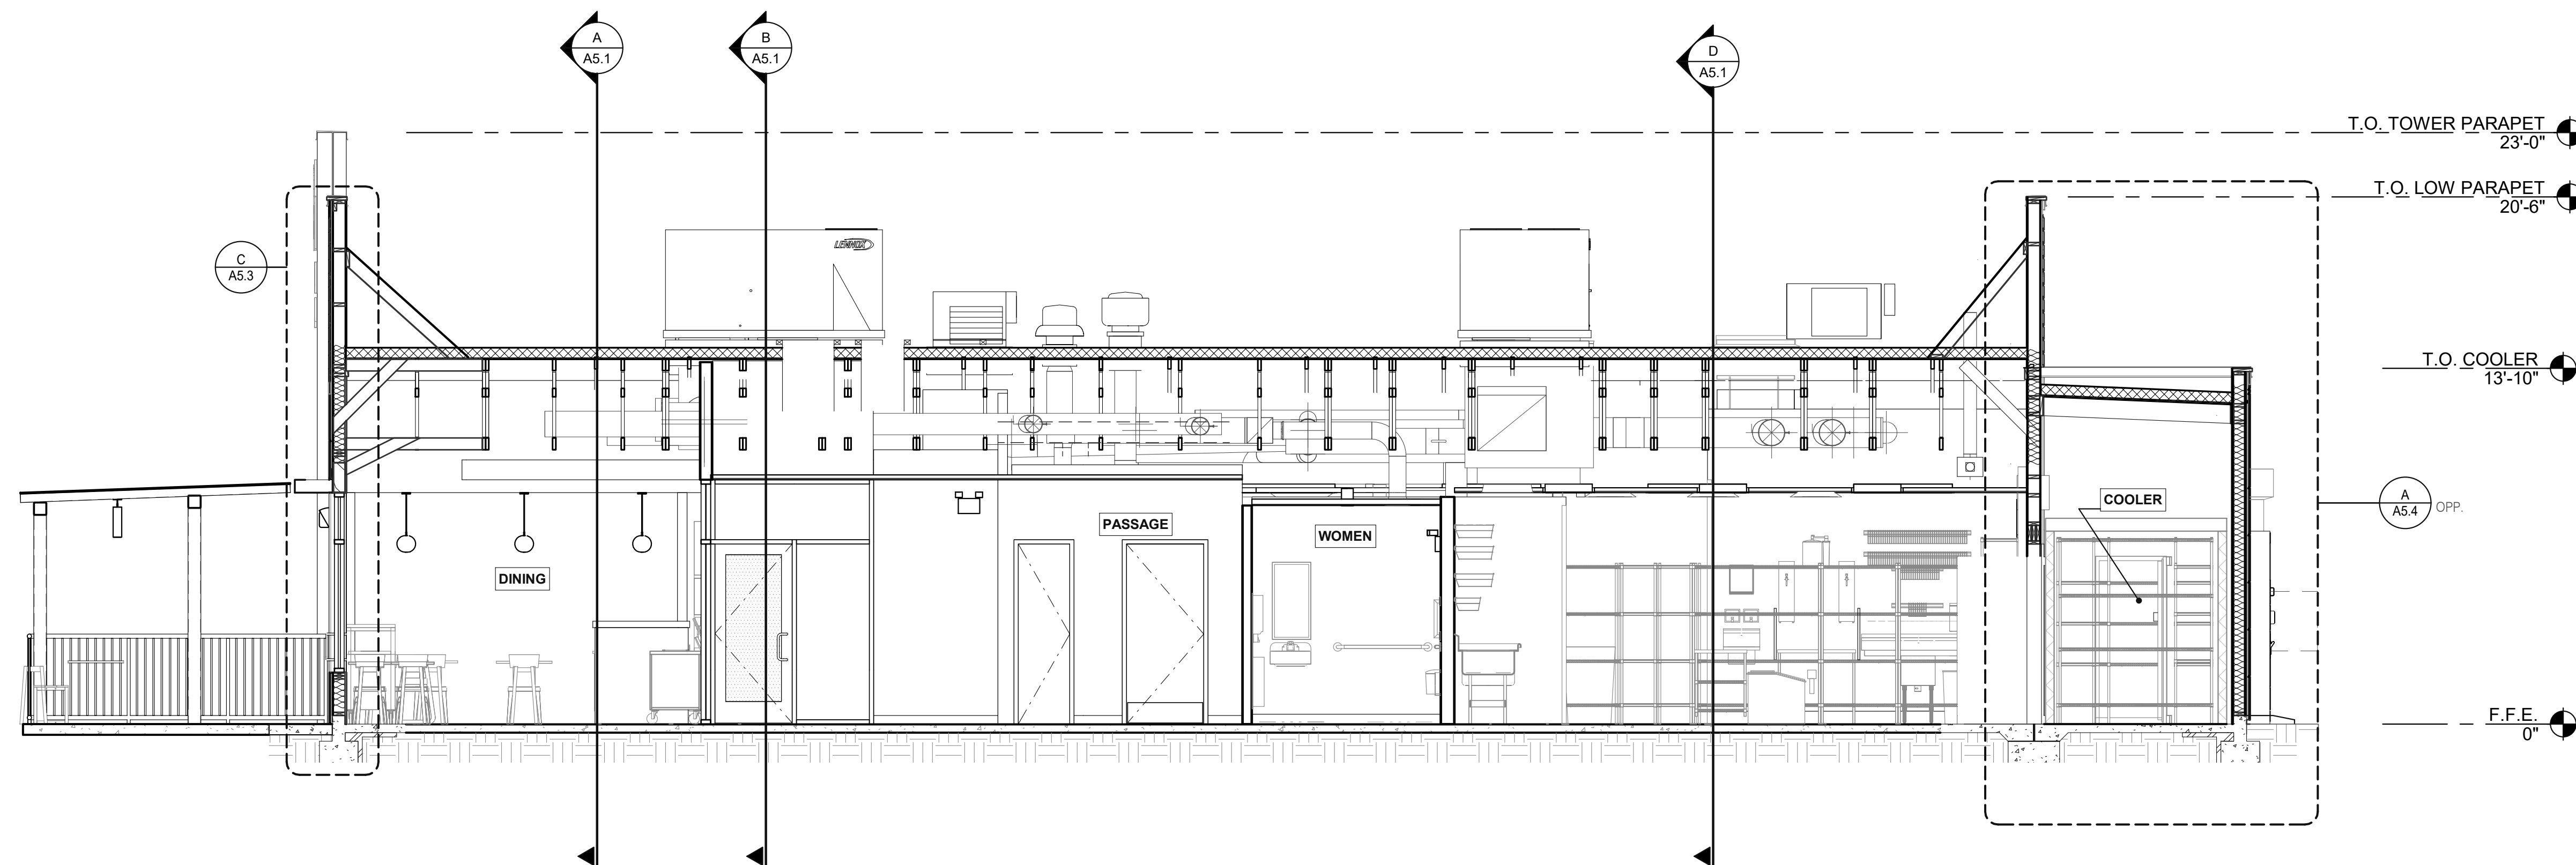 A
A5.1
B
A5.1
D
A5.1
T.O. TOWER PARAPET
23'-0"
T.O. LOW PARAPET
20'-6"
LENNOX
C
A5.3
T.O. COOLER
13'-10"
COOLER
A
A5.4
OPP.
PASSAGE
WOMEN
DINING
F.F.E.
0"